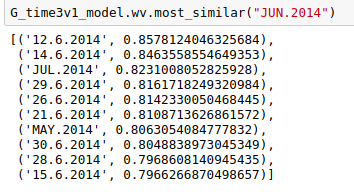 G_time3v1_model.wv.most_similar("JUN.2014")
[('12.6.2014', 0.8578124046325684),
('14.6.2014', 0.8463558554649353),
('JUL.2014', 0.8231008052825928),
('29.6.2014', 0.8161718249320984),
('26.6.2014', 0.8142330050468445),
('21.6.2014', 0.8108713626861572),
('MAY.2014', 0.8063054084777832),
('30.6.2014', 0.8048838973045349),
('28.6.2014', 0.7968608140945435),
('15.6.2014', 0.7966266870498657)]